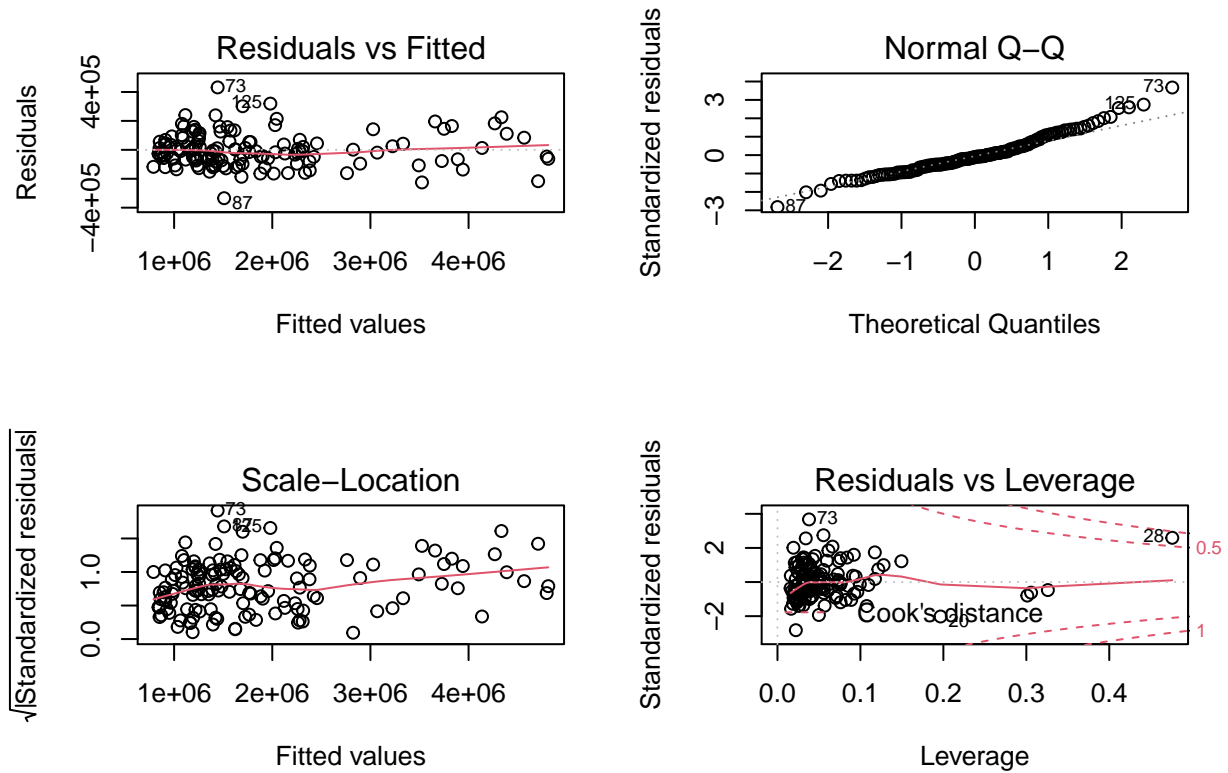 Residuals vs Fitted
Residuals
4e+05
−4e+05
73
125
87
1e+06 2e+06 3e+06 4e+06
Fitted values
Normal Q−Q
Standardized residuals
3
0
−3
73
125
87
−2 −1 0 1 2
Theoretical Quantiles
Scale−Location
√|Standardized residuals|
1.0
0.0
73
87
125
1e+06 2e+06 3e+06 4e+06
Fitted values
Residuals vs Leverage
Standardized residuals
2
0
−2
73
28
20
Cook's distance
0.5
1
0.0 0.1 0.2 0.3 0.4
Leverage